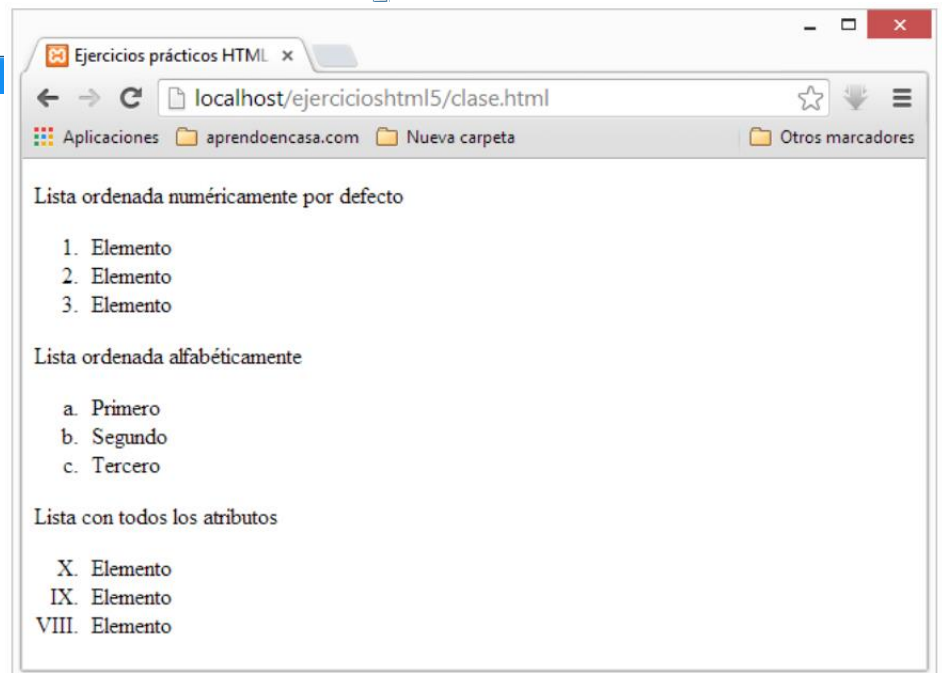 Ejercicios prácticos HTML
localhost/ejercicioshtml5/clase.html
Aplicaciones aprendoencasa.com Nueva carpeta Otros marcadores
Lista ordenada numéricamente por defecto
1. Elemento
2. Elemento
3. Elemento
Lista ordenada alfabéticamente
a. Primero
b. Segundo
c. Tercero
Lista con todos los atributos
X. Elemento
IX. Elemento
VIII. Elemento